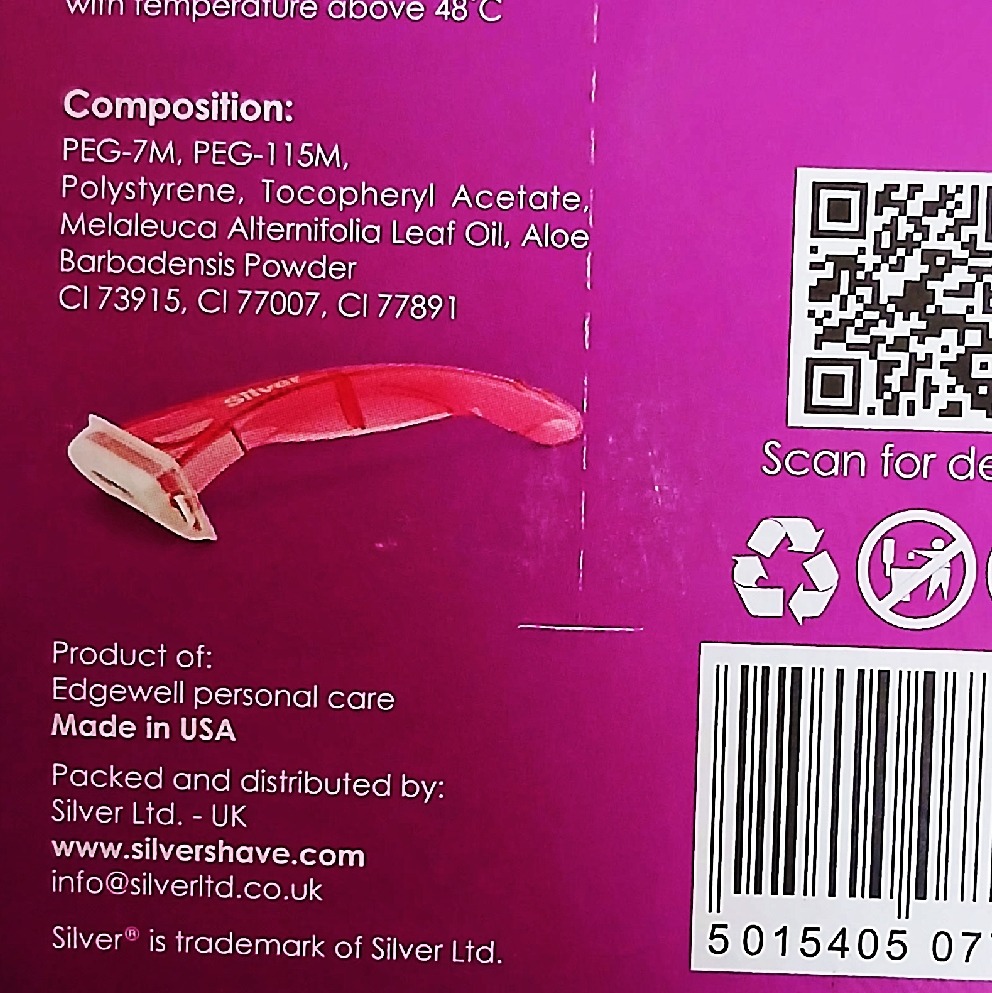 with temperature above 48°C
Composition:
PEG-7M, PEG-115M,
Polystyrene, Tocopheryl Acetate,
Melaleuca Alternifolia Leaf Oil, Aloe
Barbadensis Powder
CI 73915, CI 77007, CI 77891
Silver
Product of:
Edgewell personal care
Made in USA
Packed and distributed by:
Silver Ltd. - UK
www.silvershave.com
info@silverltd.co.uk
Silver® is trademark of Silver Ltd.
Scan for de
5 015405 07